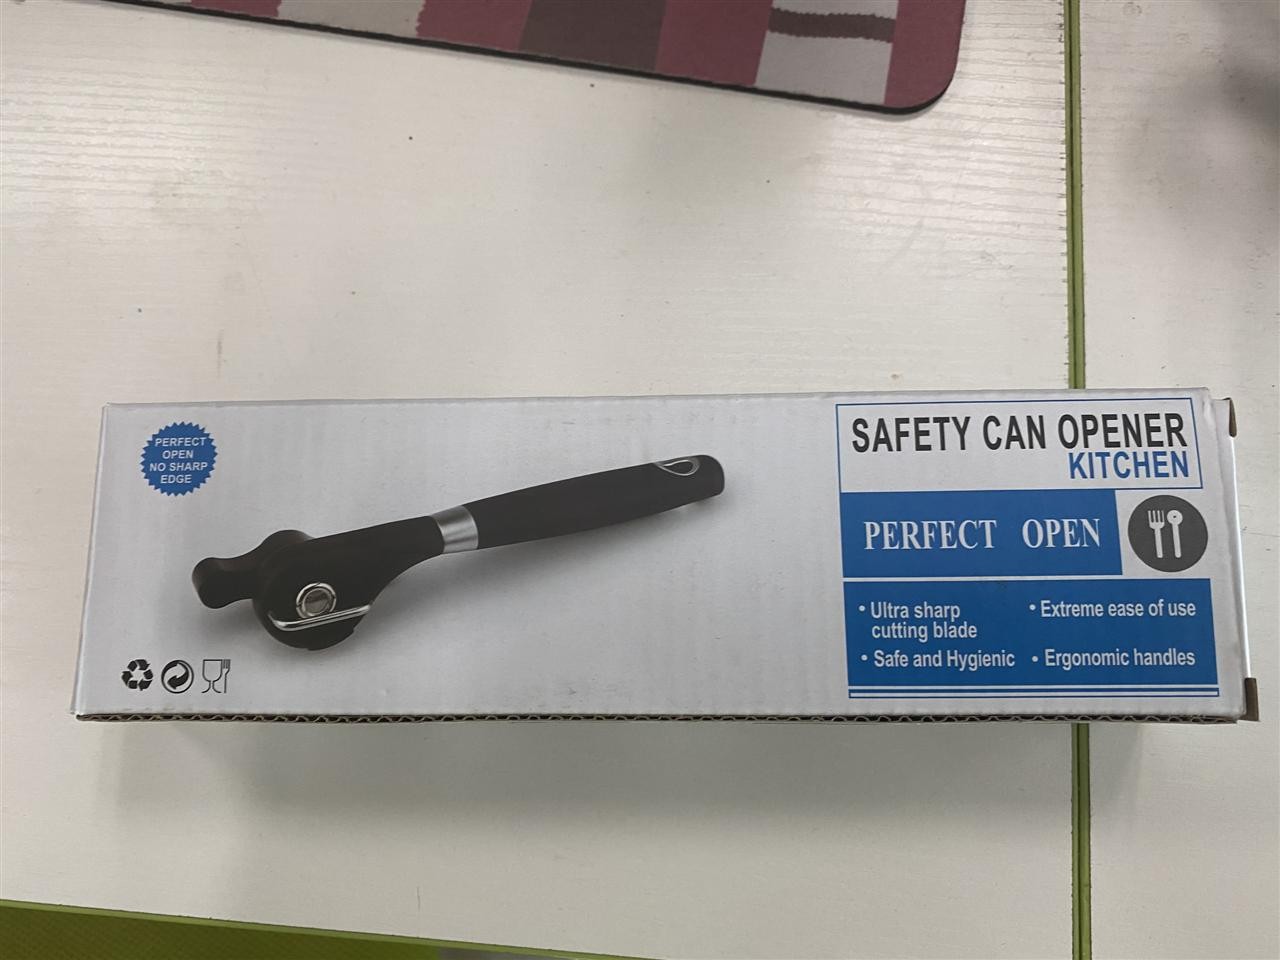 PERFECT
OPEN
NO SHARP
EDGE
SAFETY CAN OPENER
KITCHEN
PERFECT OPEN
• Ultra sharp
cutting blade
• Extreme ease of use
• Safe and Hygienic
• Ergonomic handles